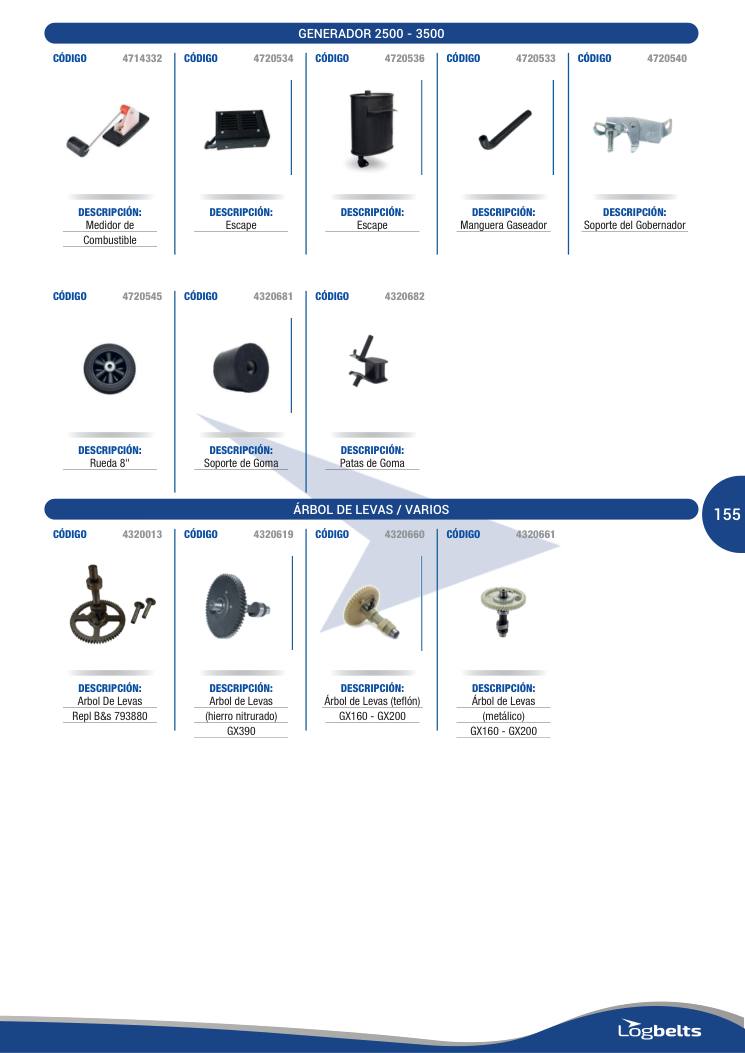 GENERADOR 2500 - 3500
CÓDIGO 4714332
DESCRIPCIÓN:
Medidor de
Combustible
CÓDIGO 4720534
DESCRIPCIÓN:
Escape
CÓDIGO 4720536
DESCRIPCIÓN:
Escape
CÓDIGO 4720533
DESCRIPCIÓN:
Manguera Gaseador
CÓDIGO 4720540
DESCRIPCIÓN:
Soporte del Gobernador
CÓDIGO 4720545
DESCRIPCIÓN:
Rueda 8"
CÓDIGO 4320681
DESCRIPCIÓN:
Soporte de Goma
CÓDIGO 4320682
DESCRIPCIÓN:
Patas de Goma
ÁRBOL DE LEVAS / VARIOS
155
CÓDIGO 4320013
DESCRIPCIÓN:
Arbol De Levas
Repl B&s 793880
CÓDIGO 4320619
DESCRIPCIÓN:
Arbol de Levas
(hierro nitrurado)
GX390
CÓDIGO 4320660
DESCRIPCIÓN:
Árbol de Levas (teflón)
GX160 - GX200
CÓDIGO 4320661
DESCRIPCIÓN:
Árbol de Levas
(metálico)
GX160 - GX200
Logbelts